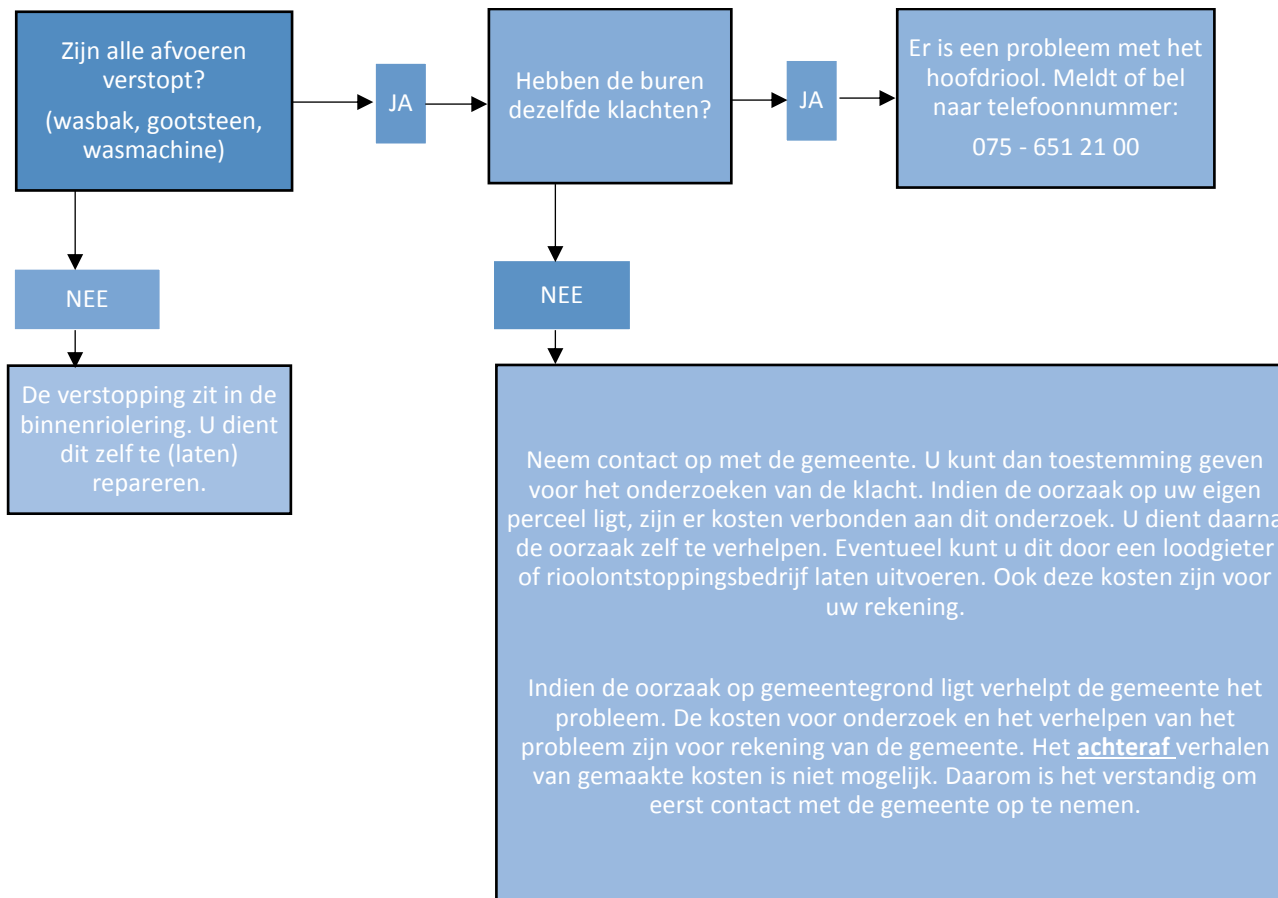 Zijn alle afvoeren
verstopt?
(wasbak, gootsteen,
wasmachine)
JA
Hebben de buren
dezelfde klachten?
JA
Er is een probleem met het
hoofdriool. Meldt of bel
naar telefoonnummer:
075 - 651 21 00
NEE
NEE
De verstopping zit in de
binnenriolering. U dient
dit zelf te (laten)
repareren.
Neem contact op met de gemeente. U kunt dan toestemming geven
voor het onderzoeken van de klacht. Indien de oorzaak op uw eigen
perceel ligt, zijn er kosten verbonden aan dit onderzoek. U dient daarna
de oorzaak zelf te verhelpen. Eventueel kunt u dit door een loodgieter
of rioolontstoppingsbedrijf laten uitvoeren. Ook deze kosten zijn voor
uw rekening.
Indien de oorzaak op gemeentegrond ligt verhelpt de gemeente het
probleem. De kosten voor onderzoek en het verhelpen van het
probleem zijn voor rekening van de gemeente. Het achteraf verhalen
van gemaakte kosten is niet mogelijk. Daarom is het verstandig om
eerst contact met de gemeente op te nemen.